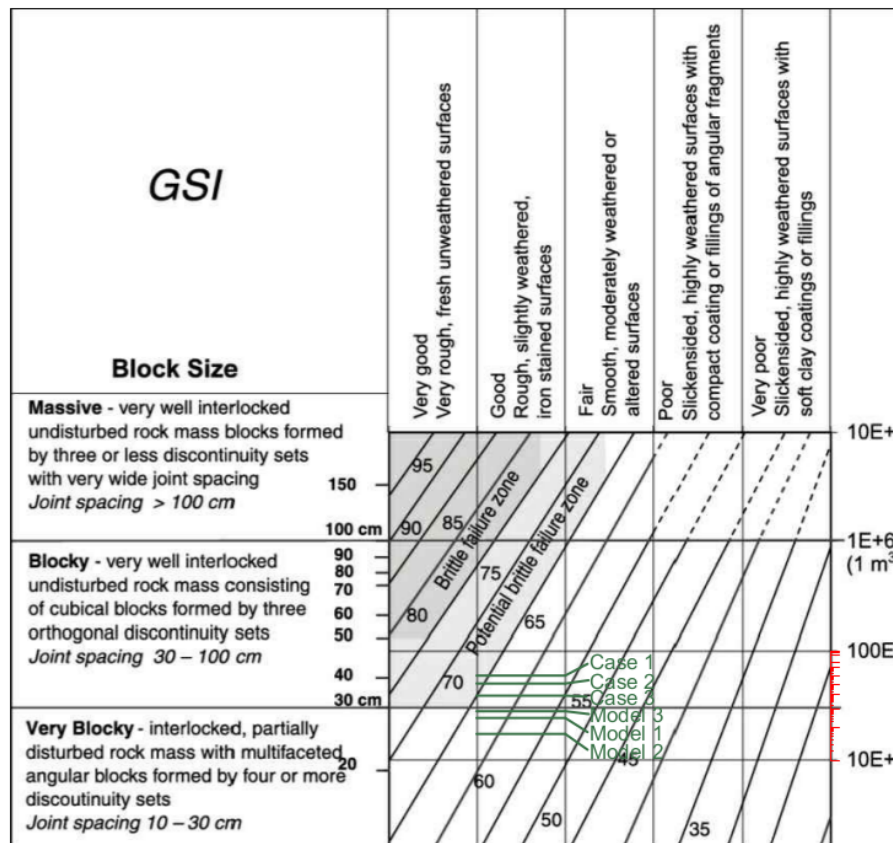 GSI
Block Size
Very good
Very rough, fresh unweathered surfaces
Good
Rough, slightly weathered,
iron stained surfaces
Fair
Smooth, moderately weathered or
altered surfaces
Poor
Slickensided, highly weathered surfaces with
compact coating or fillings of angular fragments
Very poor
Slickensided, highly weathered surfaces with
soft clay coatings or fillings
Massive - very well interlocked
undisturbed rock mass blocks formed
by three or less discontinuity sets
with very wide joint spacing
Joint spacing > 100 cm
Blocky - very well interlocked
undisturbed rock mass consisting
of cubical blocks formed by three
orthogonal discontinuity sets
Joint spacing 30 – 100 cm
Very Blocky - interlocked, partially
disturbed rock mass with multifaceted
angular blocks formed by four or more
discoutinuity sets
Joint spacing 10 – 30 cm
150
100 cm
90
80
70
60
50
40
30 cm
20
95
90
85
80
75
70
65
60
55
50
45
35
Brittle failure zone
Potential brittle failure zone
Case 1
Case 2
Case 3
Model 3
Model 1
Model 2
10E+
1E+6
(1 m³
100E
10E+